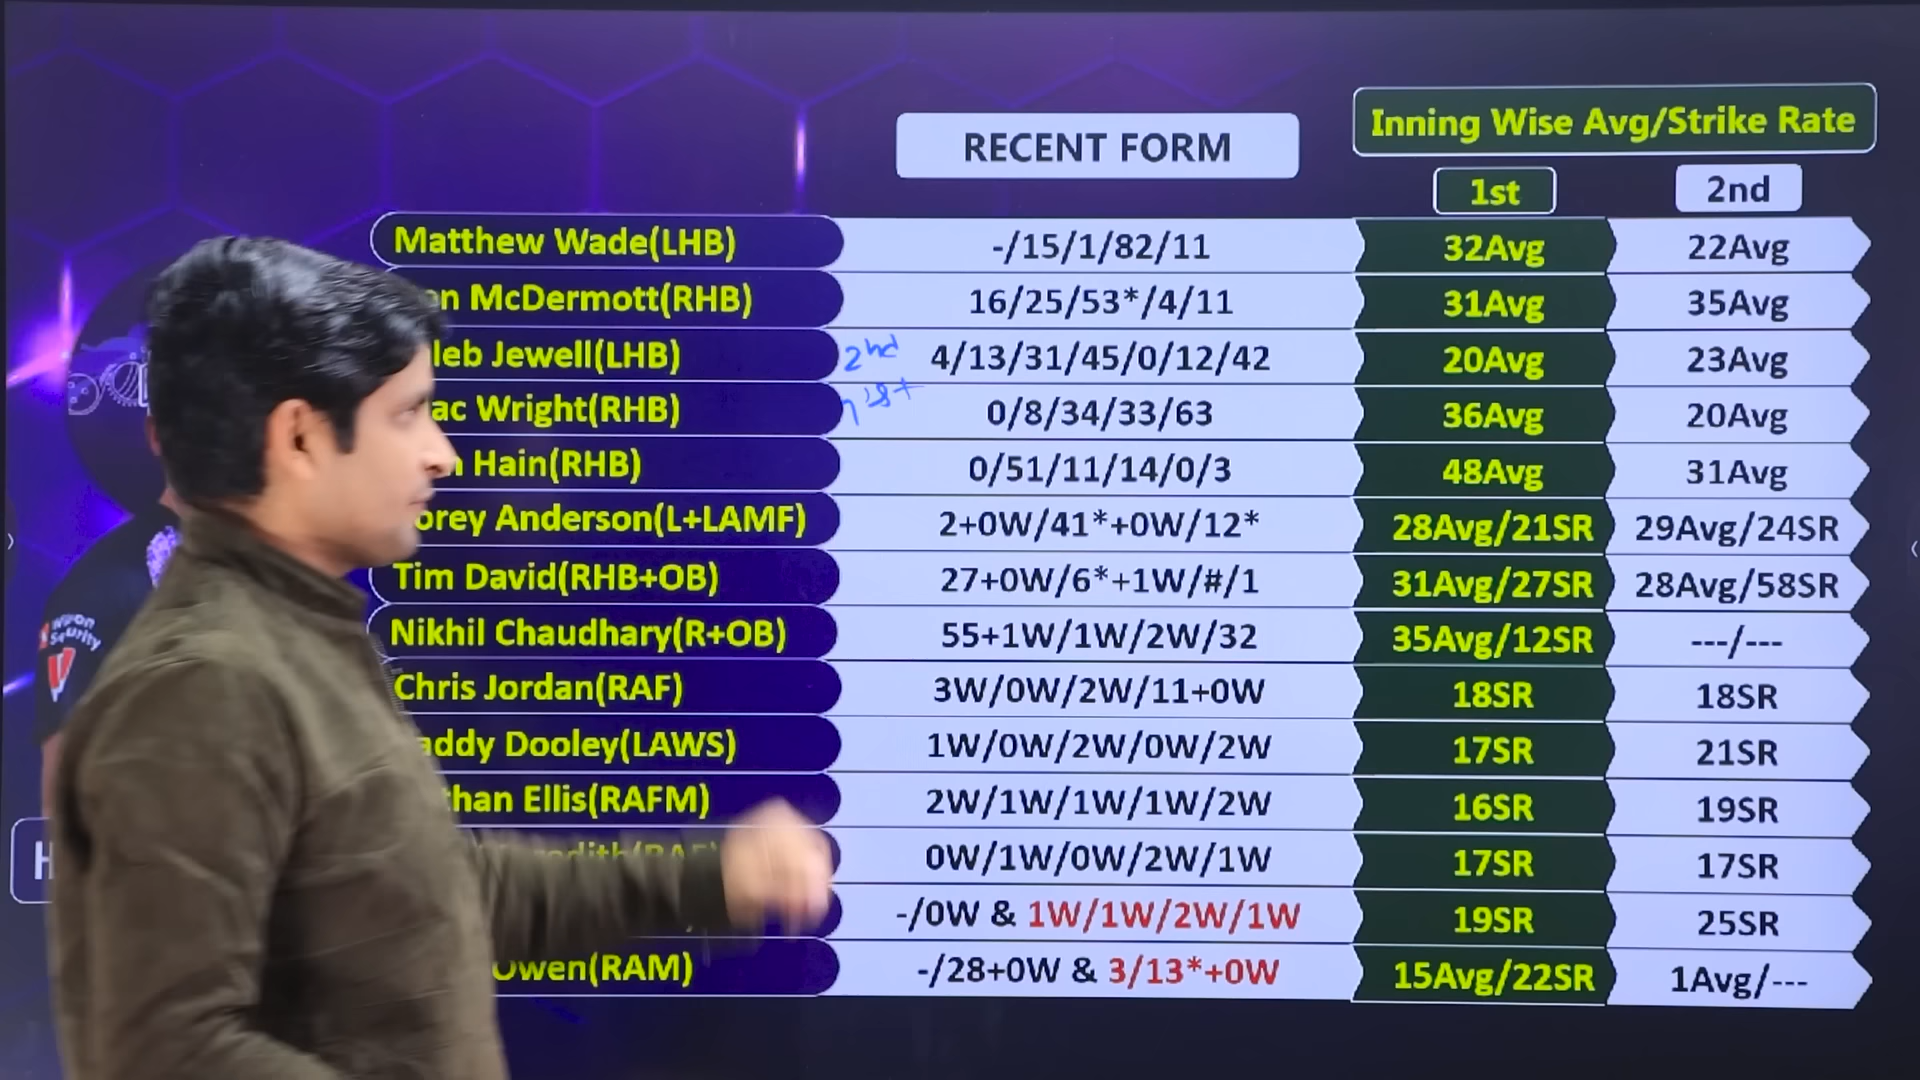 Inning Wise Avg/Strike Rate
RECENT FORM
1st 2nd
Matthew Wade(LHB) -/15/1/82/11 32Avg 22Avg
McDermott(RHB) 16/25/53*/4/11 31Avg 35Avg
Jewell(LHB) 2nd 4/13/31/45/0/12/42 20Avg 23Avg
Wright(RHB) 1st 0/8/34/33/63 36Avg 20Avg
Hain(RHB) 0/51/11/14/0/3 48Avg 31Avg
Anderson(L+LAMF) 2+0W/41*+0W/12* 28Avg/21SR 29Avg/24SR
Tim David(RHB+OB) 27+0W/6*+1W/#/1 31Avg/27SR 28Avg/58SR
Nikhil Chaudhary(R+OB) 55+1W/1W/2W/32 35Avg/12SR ---/---
Chris Jordan(RAF) 3W/0W/2W/11+0W 18SR 18SR
Dooley(LAWS) 1W/0W/2W/0W/2W 17SR 21SR
Ellis(RAFM) 2W/1W/1W/1W/2W 16SR 19SR
0W/1W/0W/2W/1W 17SR 17SR
-/0W & 1W/1W/2W/1W 19SR 25SR
Owen(RAM) -/28+0W & 3/13*+0W 15Avg/22SR 1Avg/---